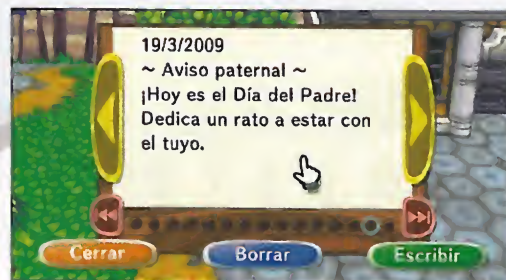 19/3/2009
~ Aviso paternal ~
¡Hoy es el Día del Padre!
Dedica un rato a estar con
el tuyo.
Cerrar
Borrar
Escribir